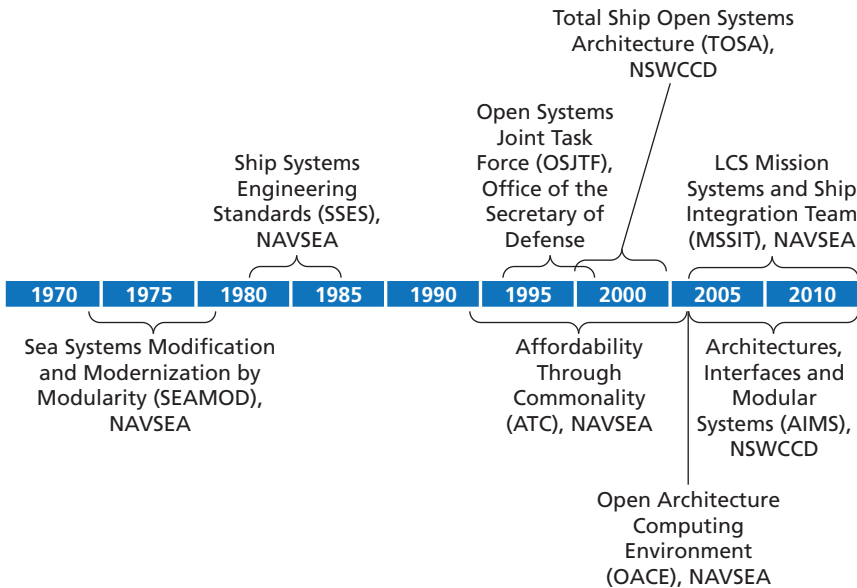 Total Ship Open Systems
Architecture (TOSA),
NSWCCD
Open Systems
Joint Task
Force (OSJTF),
Office of the
Secretary of
Defense
Ship Systems
Engineering
Standards (SSES),
NAVSEA
LCS Mission
Systems and Ship
Integration Team
(MSSIT), NAVSEA
1970 1975 1980 1985 1990 1995 2000 2005 2010
Sea Systems Modification
and Modernization by
Modularity (SEAMOD),
NAVSEA
Affordability
Through
Commonality
(ATC), NAVSEA
Architectures,
Interfaces and
Modular
Systems (AIMS),
NSWCCD
Open Architecture
Computing
Environment
(OACE), NAVSEA